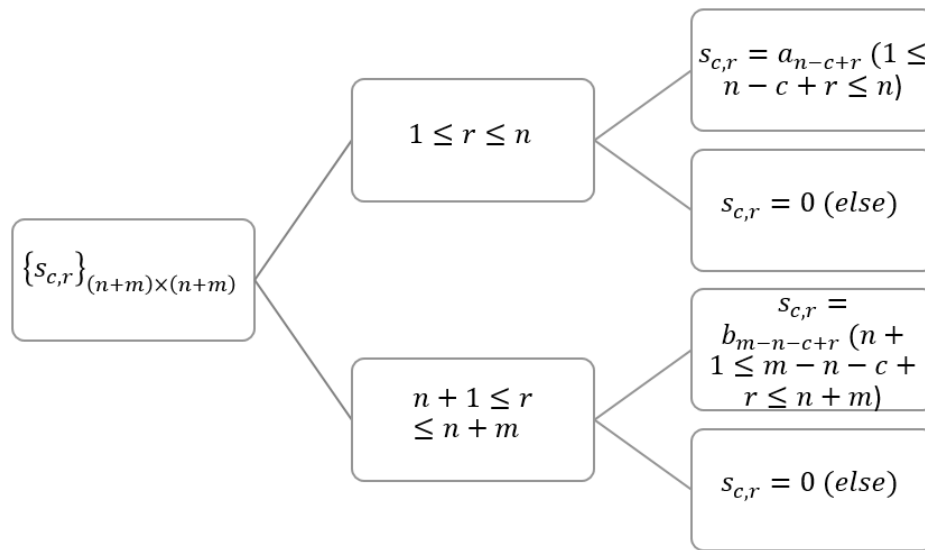 {s_{c,r}}_{(n+m)×(n+m)}
1 ≤ r ≤ n
s_{c,r} = a_{n−c+r} (1 ≤
n − c + r ≤ n)
s_{c,r} = 0 (else)
n + 1 ≤ r
≤ n + m
s_{c,r} =
b_{m−n−c+r} (n +
1 ≤ m − n − c +
r ≤ n + m)
s_{c,r} = 0 (else)